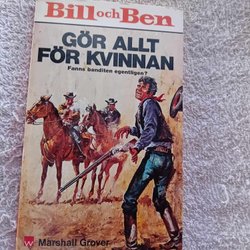 Bill och Ben
GÖR ALLT
FÖR KVINNAN
Fanns banditen egentligen?
Marshall Grover